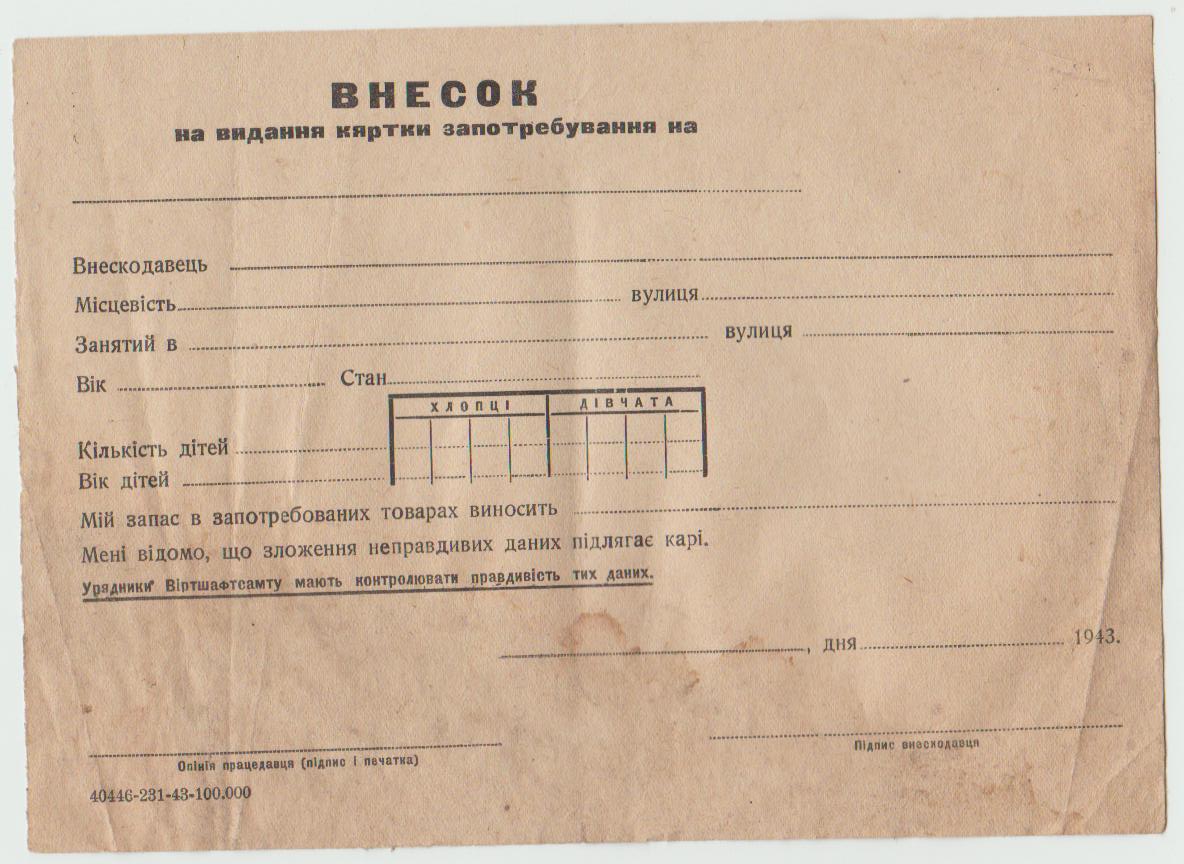 ВНЕСОК
на видання картки запотребування на
Внескодавець
Місцевість вулиця
Занятий в вулиця
Вік Стан
ХЛОПЦІ ДІВЧАТА
Кількість дітей
Вік дітей
Мій запас в запотребованих товарах виносить
Мені відомо, що зложення неправдивих даних підлягає карі.
Урядники Віртшафтсамту мають контролювати правдивість тих даних.
, дня 1943.
Підпис внескодавця
Опінія працедавця (підпис і печатка)
40446-231-43-100.000